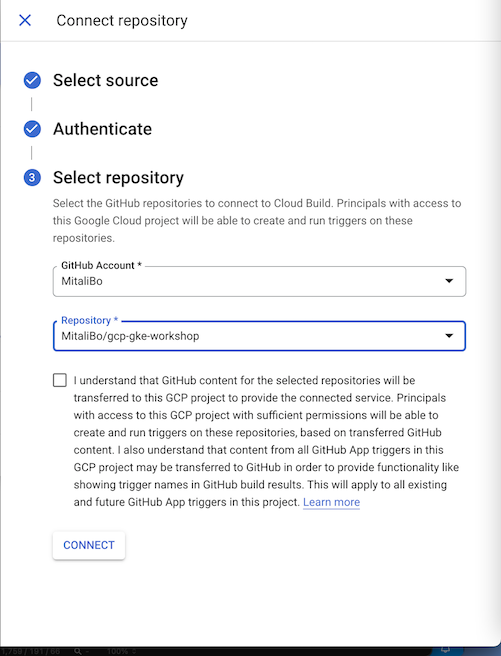 Connect repository
Select source
Authenticate
3 Select repository
Select the GitHub repositories to connect to Cloud Build. Principals with access to
this Google Cloud project will be able to create and run triggers on these
repositories.
GitHub Account *
MitaliBo
Repository *
MitaliBo/gcp-gke-workshop
I understand that GitHub content for the selected repositories will be
transferred to this GCP project to provide the connected service. Principals
with access to this GCP project with sufficient permissions will be able to
create and run triggers on these repositories, based on transferred GitHub
content. I also understand that content from all GitHub App triggers in this
GCP project may be transferred to GitHub in order to provide functionality like
showing trigger names in GitHub build results. This will apply to all existing
and future GitHub App triggers in this project. Learn more
CONNECT
100%